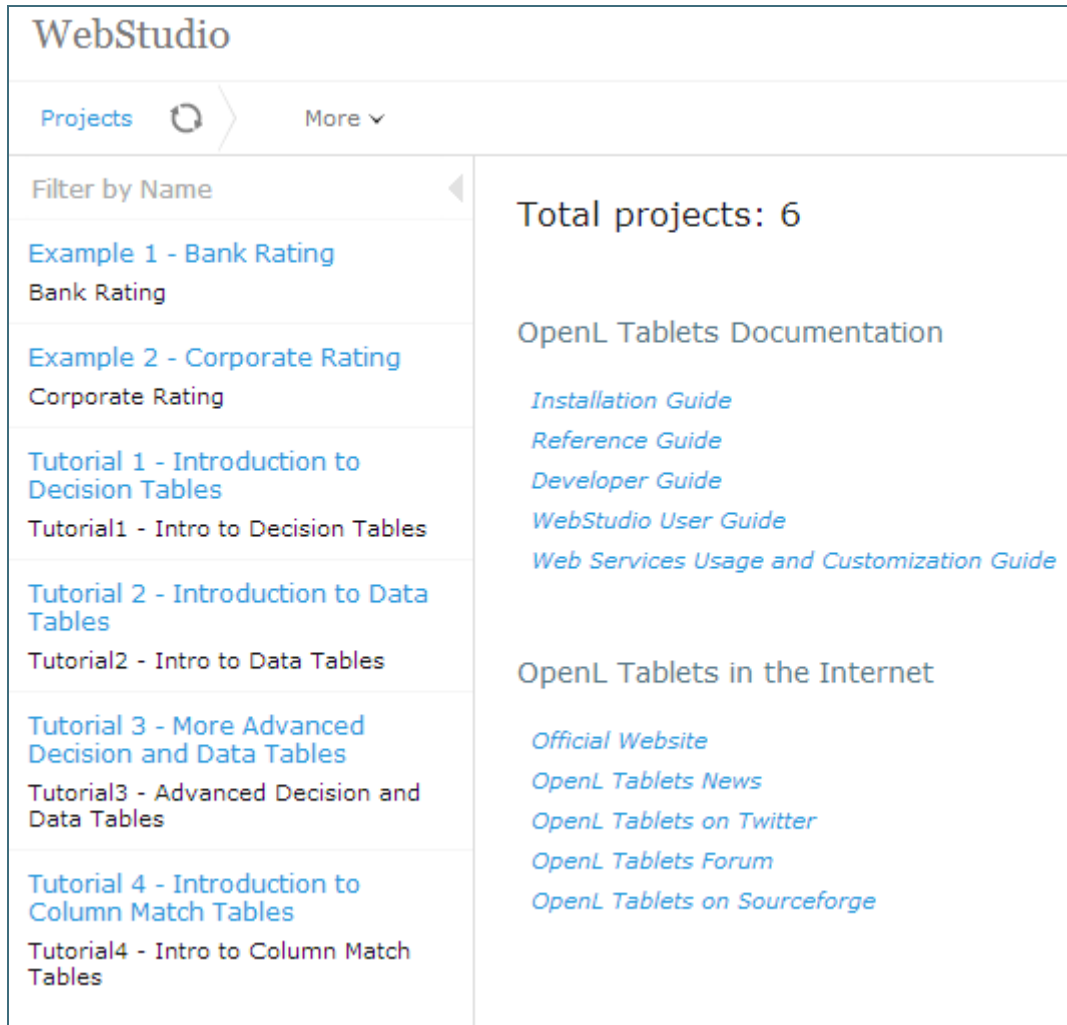 WebStudio
Projects
More
Filter by Name
Example 1 - Bank Rating
Bank Rating
Example 2 - Corporate Rating
Corporate Rating
Tutorial 1 - Introduction to
Decision Tables
Tutorial1 - Intro to Decision Tables
Tutorial 2 - Introduction to Data
Tables
Tutorial2 - Intro to Data Tables
Tutorial 3 - More Advanced
Decision and Data Tables
Tutorial3 - Advanced Decision and
Data Tables
Tutorial 4 - Introduction to
Column Match Tables
Tutorial4 - Intro to Column Match
Tables
Total projects: 6
OpenL Tablets Documentation
Installation Guide
Reference Guide
Developer Guide
WebStudio User Guide
Web Services Usage and Customization Guide
OpenL Tablets in the Internet
Official Website
OpenL Tablets News
OpenL Tablets on Twitter
OpenL Tablets Forum
OpenL Tablets on Sourceforge